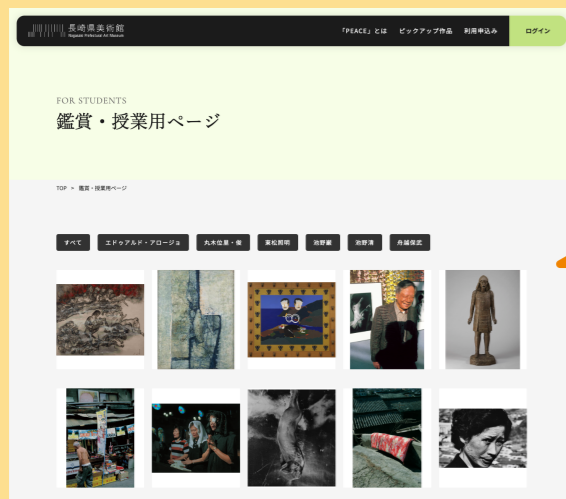 長崎県美術館
Nagasaki Prefectural Art Museum
「PEACE」とは ピックアップ作品 利用申込み ログイン
FOR STUDENTS
鑑賞・授業用ページ
TOP > 鑑賞・授業用ページ
すべて エドゥアルド・アロージョ 丸木位里・俊 東松照明 池野巖 池野清 舟越保武